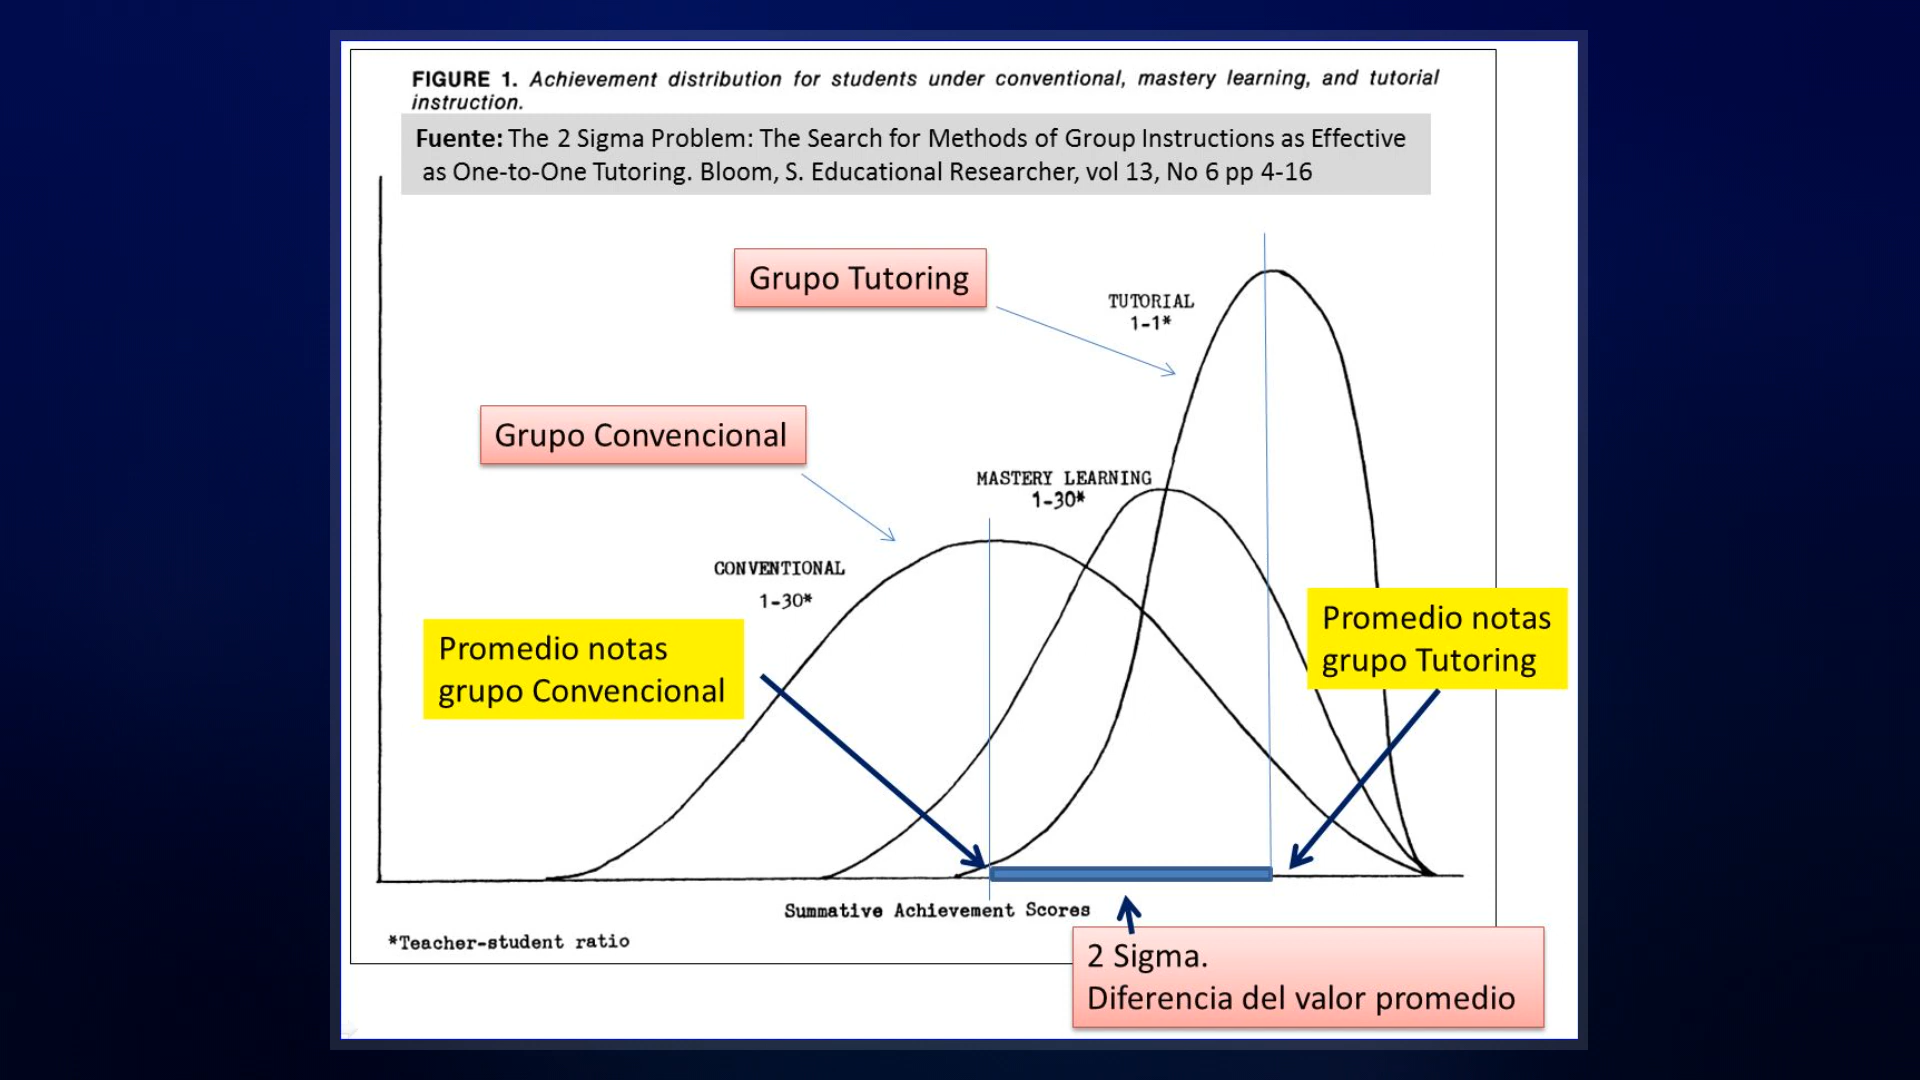 FIGURE 1. Achievement distribution for students under conventional, mastery learning, and tutorial
instruction.
Fuente: The 2 Sigma Problem: The Search for Methods of Group Instructions as Effective
as One-to-One Tutoring. Bloom, S. Educational Researcher, vol 13, No 6 pp 4-16
Grupo Tutoring
TUTORIAL
1-1*
Grupo Convencional
MASTERY LEARNING
1-30*
CONVENTIONAL
1-30*
Promedio notas
grupo Convencional
Promedio notas
grupo Tutoring
Summative Achievement Scores
*Teacher-student ratio
2 Sigma.
Diferencia del valor promedio